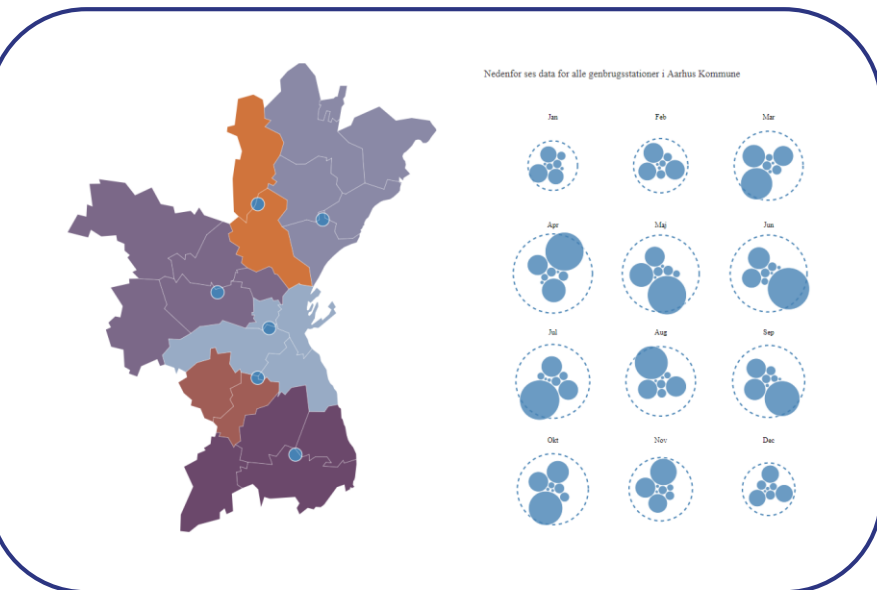 Nedenfor ses data for alle genbrugsstationer i Aarhus Kommune
Jan
Feb
Mar
Apr
Maj
Jun
Jul
Aug
Sep
Okt
Nov
Dec